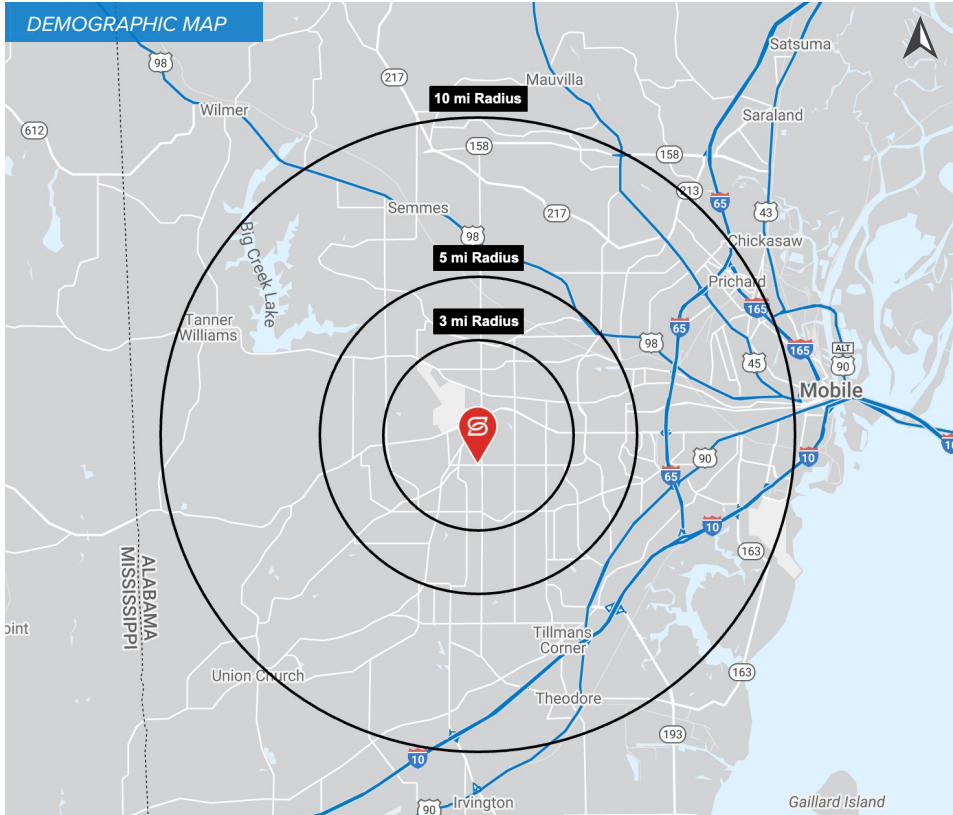 DEMOGRAPHIC MAP
Satsuma
98
217
Mauvilla
10 mi Radius
Wilmer
Saraland
612
158
158
213
65
Semmes
217
43
98
Chickasaw
Big Creek Lake
5 mi Radius
Prichard
165
Tanner
Williams
3 mi Radius
65
98
165
ALT
90
45
Mobile
S
10
90
10
65
10
163
ALABAMA
MISSISSIPPI
oint
Tillmans
Corner
Union Church
163
Theodore
193
10
90
Irvington
Gaillard Island